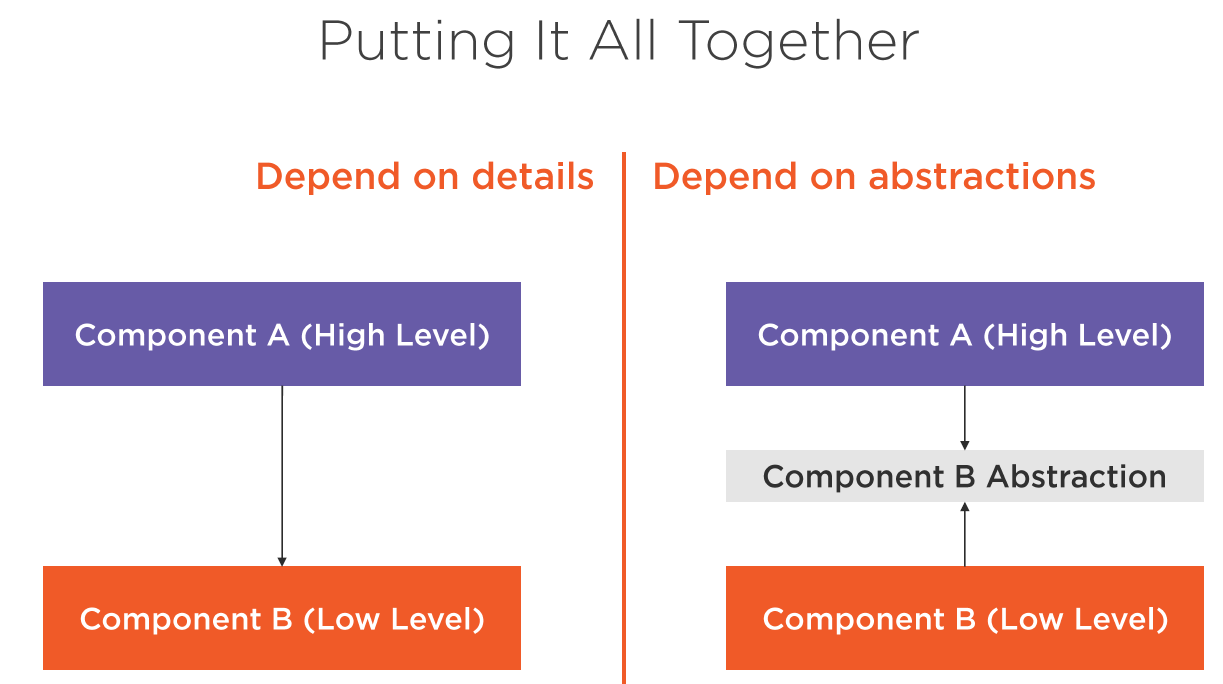 Putting It All Together
Depend on details
Depend on abstractions
Component A (High Level)
Component A (High Level)
Component B Abstraction
Component B (Low Level)
Component B (Low Level)